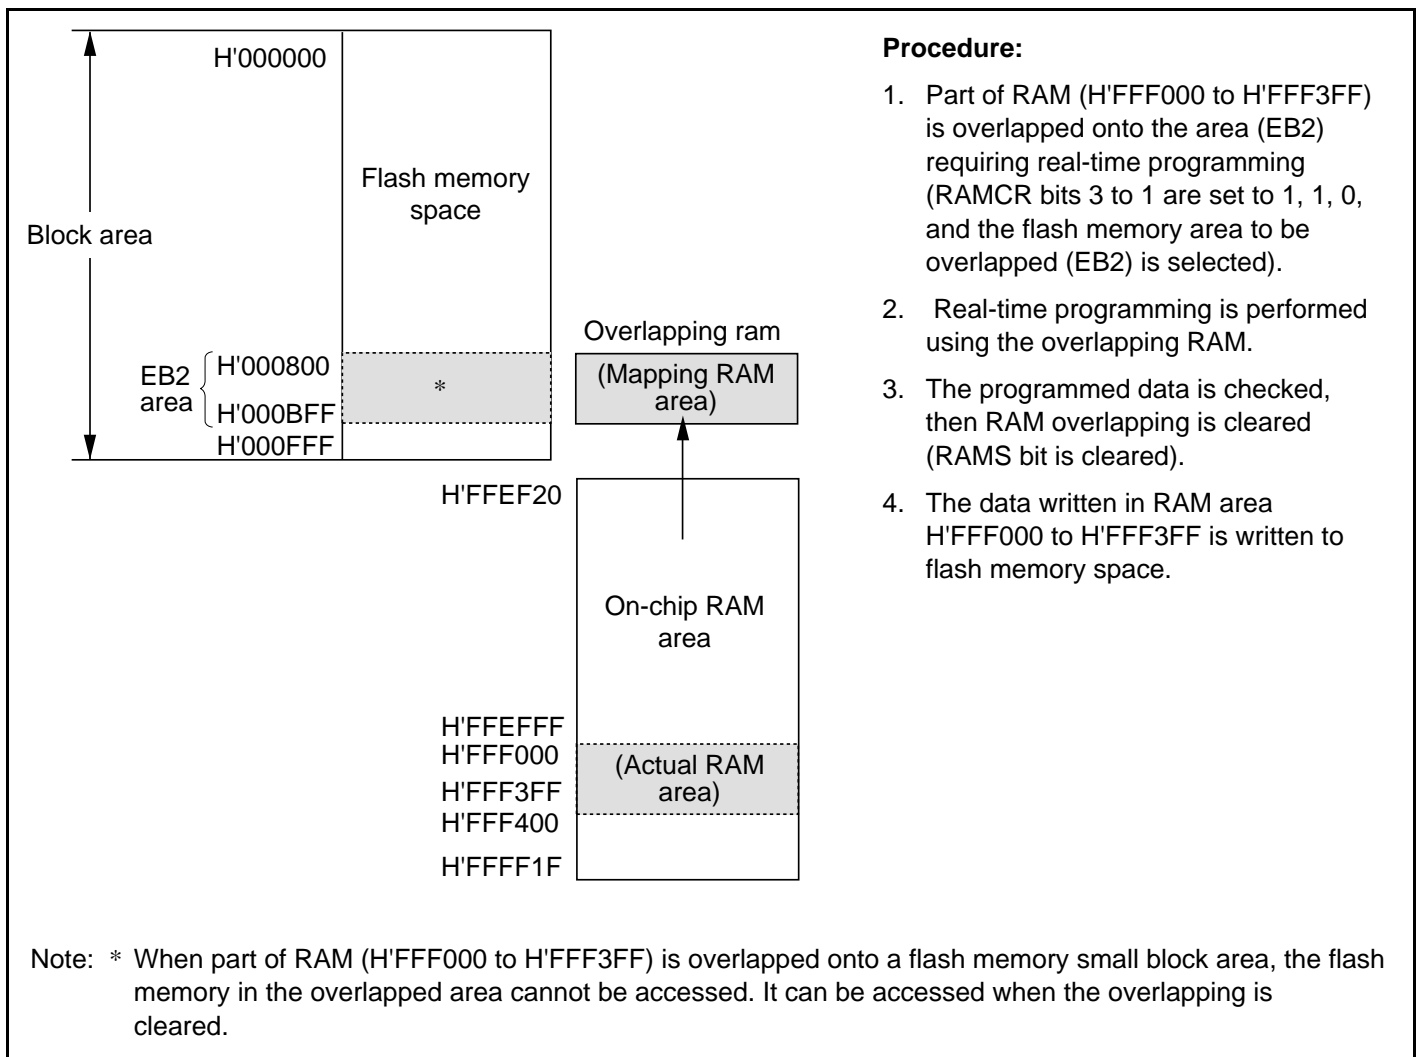 H'000000
Flash memory
space
Block area
Overlapping ram
EB2
area
H'000800
*
H'000BFF
H'000FFF
(Mapping RAM
area)
H'FFEF20
On-chip RAM
area
H'FFEFFF
H'FFF000
(Actual RAM
area)
H'FFF3FF
H'FFF400
H'FFFF1F
Procedure:
1. Part of RAM (H'FFF000 to H'FFF3FF)
is overlapped onto the area (EB2)
requiring real-time programming
(RAMCR bits 3 to 1 are set to 1, 1, 0,
and the flash memory area to be
overlapped (EB2) is selected).
2. Real-time programming is performed
using the overlapping RAM.
3. The programmed data is checked,
then RAM overlapping is cleared
(RAMS bit is cleared).
4. The data written in RAM area
H'FFF000 to H'FFF3FF is written to
flash memory space.
Note: * When part of RAM (H'FFF000 to H'FFF3FF) is overlapped onto a flash memory small block area, the flash
memory in the overlapped area cannot be accessed. It can be accessed when the overlapping is
cleared.